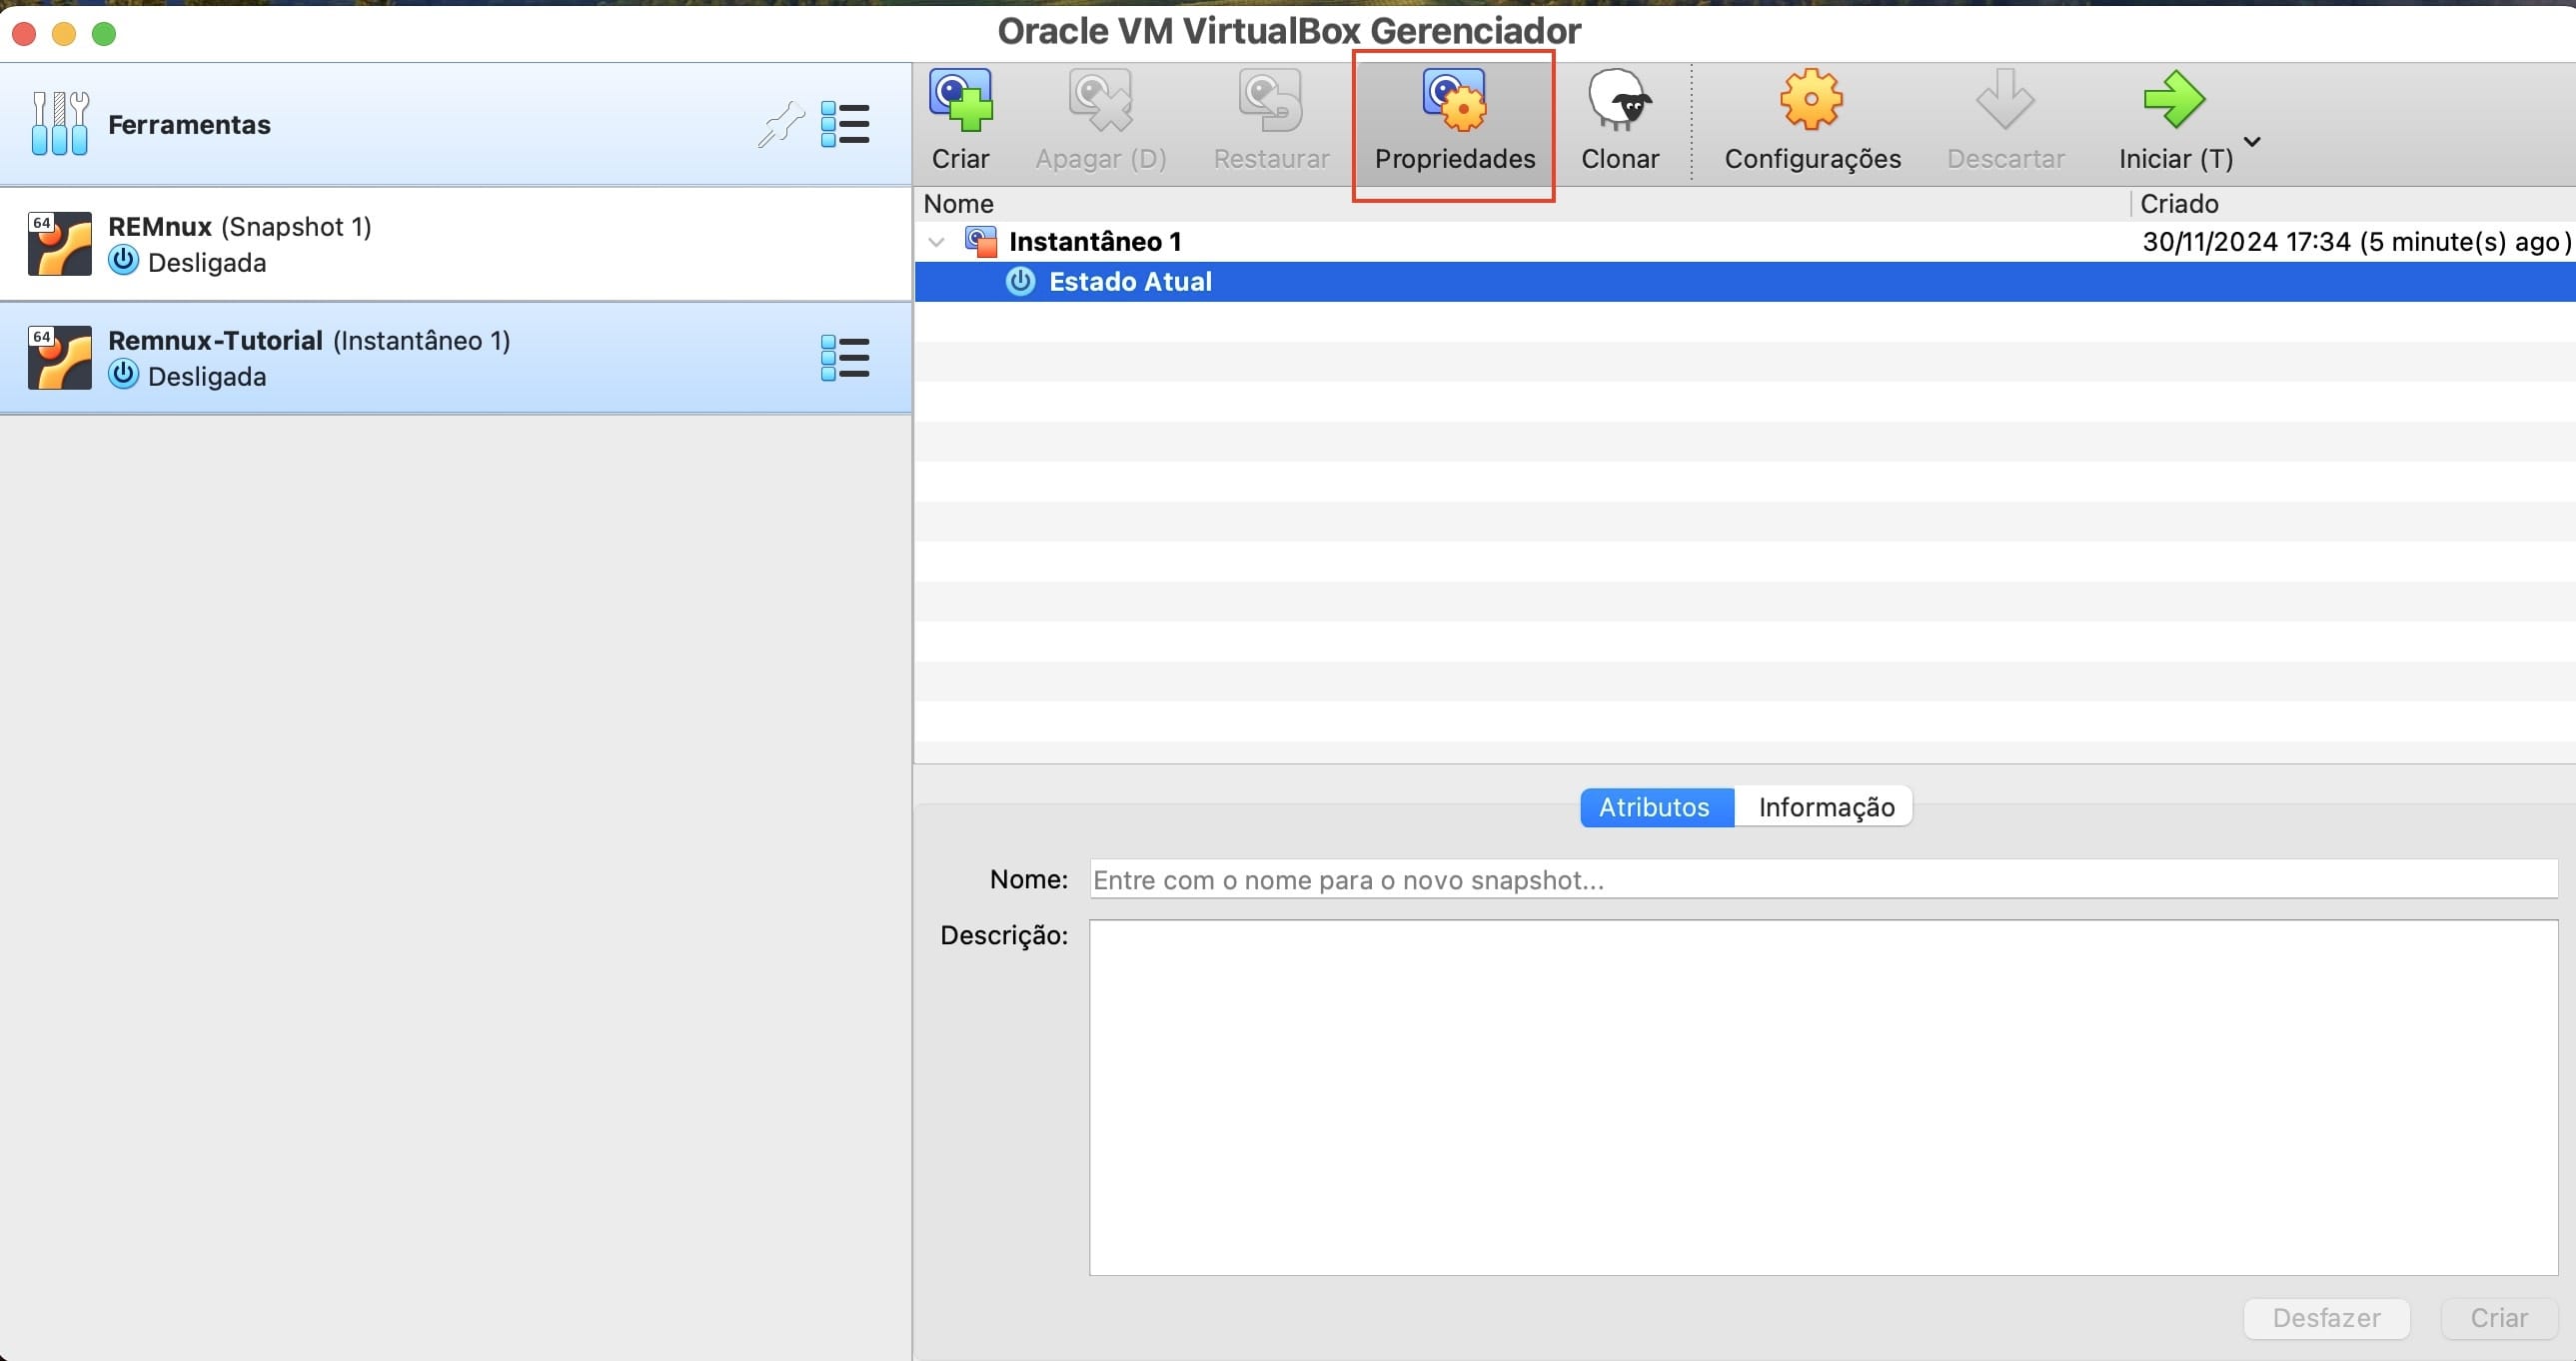 Oracle VM VirtualBox Gerenciador
Ferramentas
Criar
Apagar (D)
Restaurar
Propriedades
Clonar
Configurações
Descartar
Iniciar (T)
64
REMnux (Snapshot 1)
Desligada
64
Remnux-Tutorial (Instantâneo 1)
Desligada
Nome
Criado
Instantâneo 1
30/11/2024 17:34 (5 minute(s) ago)
Estado Atual
Atributos
Informação
Nome:
Entre com o nome para o novo snapshot...
Descrição:
Desfazer
Criar